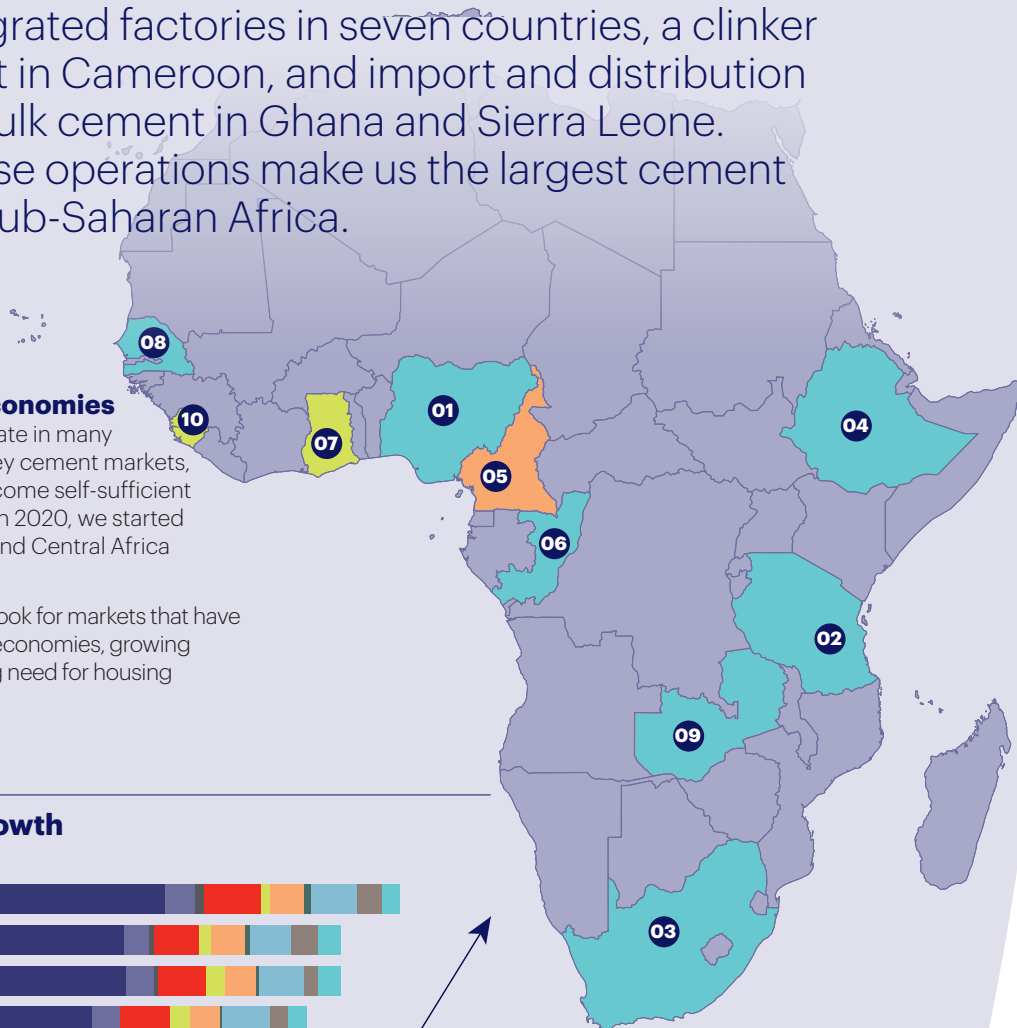 grated factories in seven countries, a clinker
t in Cameroon, and import and distribution
ulk cement in Ghana and Sierra Leone.
se operations make us the largest cement
ub-Saharan Africa.
08
conomies
10
01
04
ate in many
07
ey cement markets,
05
come self-sufficient
n 2020, we started
nd Central Africa
06
ook for markets that have
economies, growing
02
g need for housing
09
owth
03